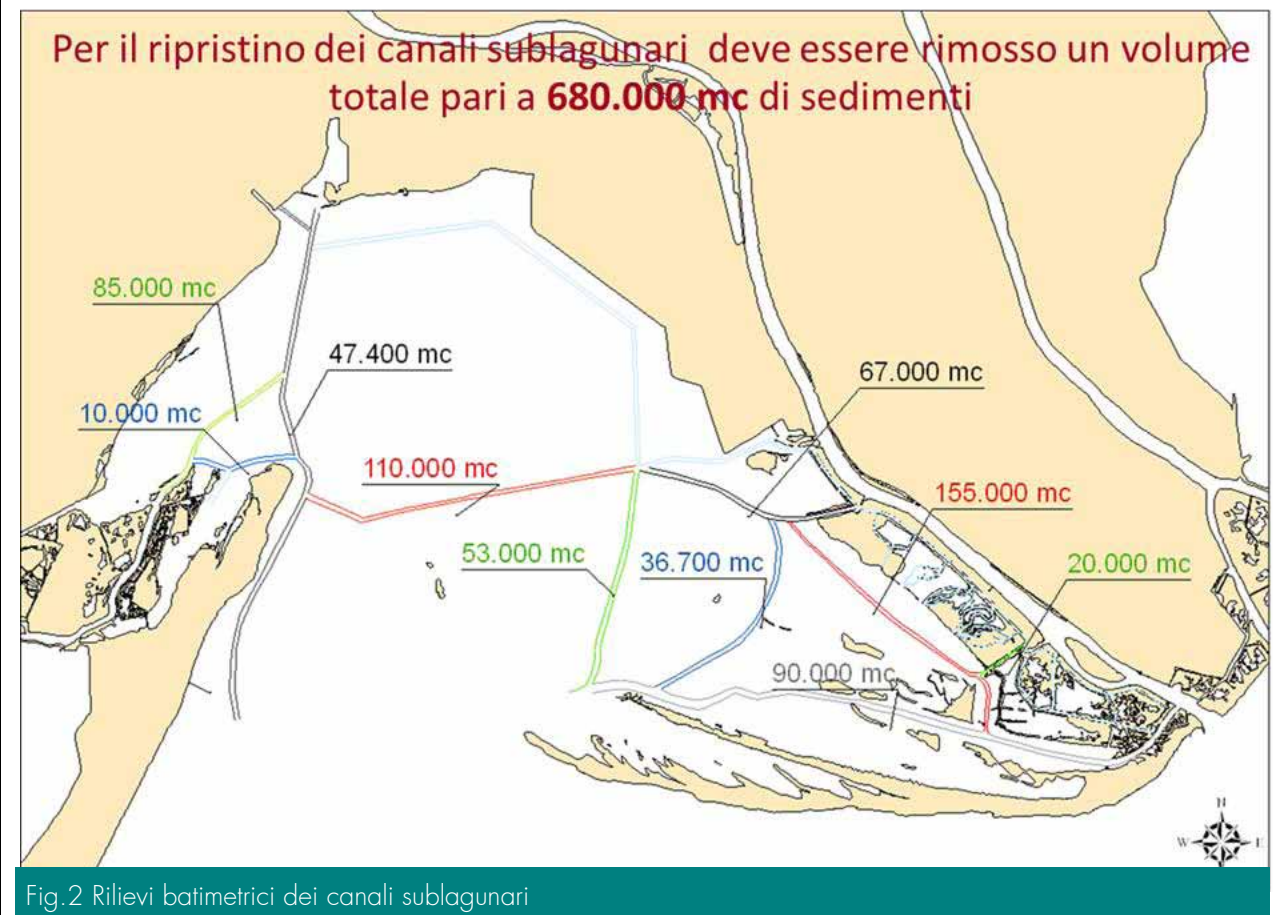 Per il ripristino dei canali sublagunari deve essere rimosso un volume
totale pari a 680.000 mc di sedimenti
85.000 mc
47.400 mc
67.000 mc
10.000 mc
110.000 mc
155.000 mc
53.000 mc
36.700 mc
20.000 mc
90.000 mc
N
W E
Fig.2 Rilievi batimetrici dei canali sublagunari